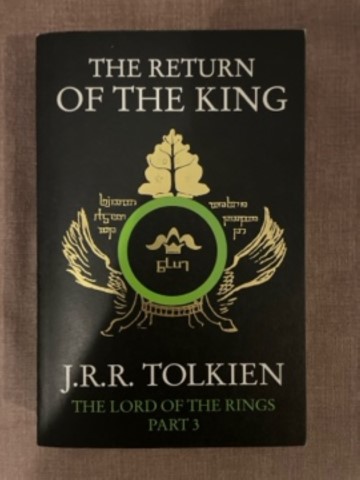 THE RETURN
OF THE KING
J.R.R. TOLKIEN
THE LORD OF THE RINGS
PART 3